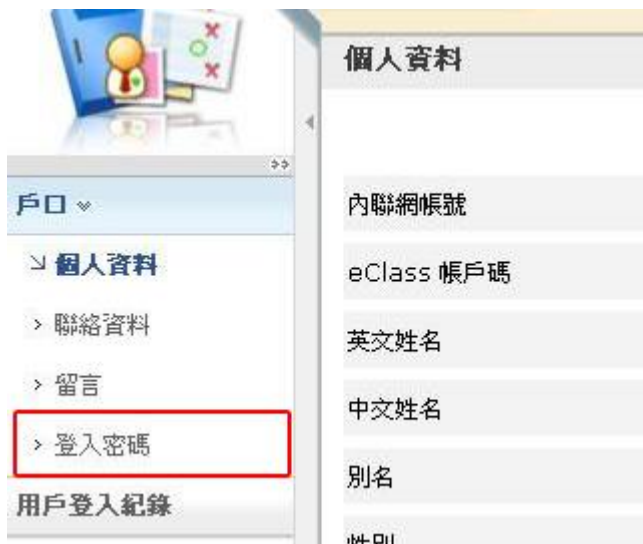 戶口
個人資料
聯絡資料
留言
登入密碼
用戶登入紀錄
個人資料
內聯網帳號
eClass 帳戶碼
英文姓名
中文姓名
別名
性別